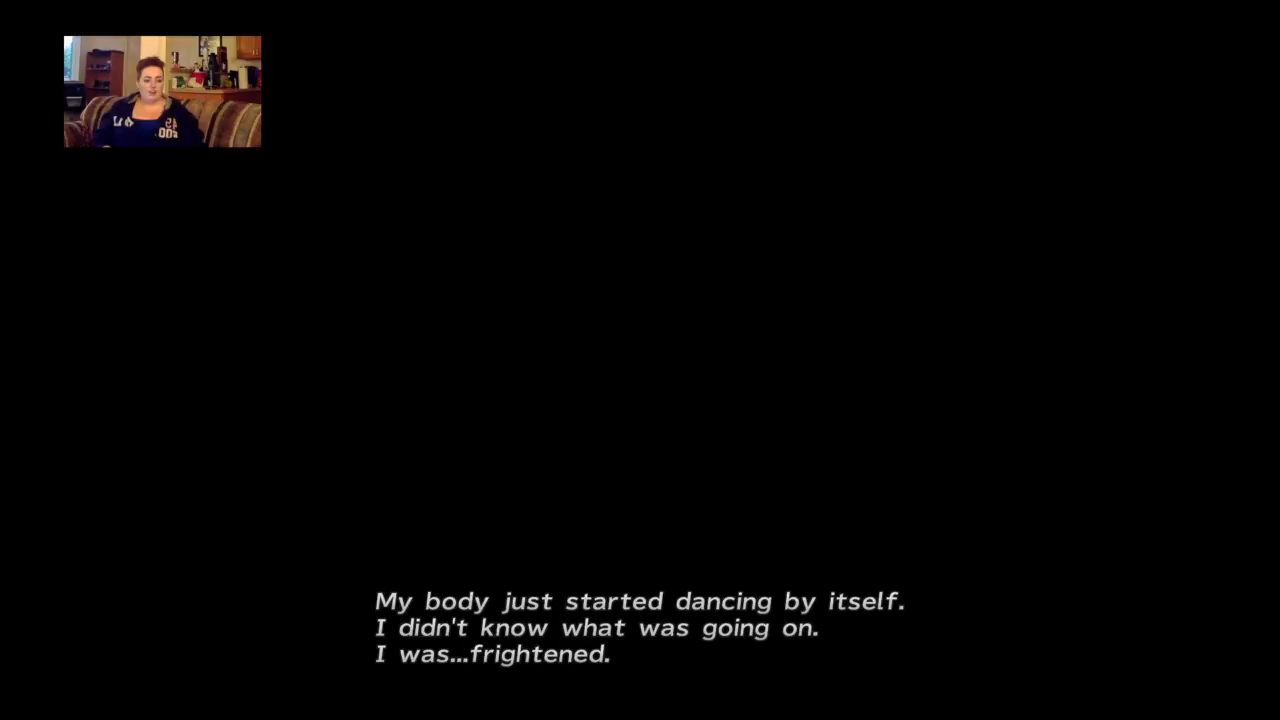 My body just started dancing by itself.
I didn't know what was going on.
I was...frightened.